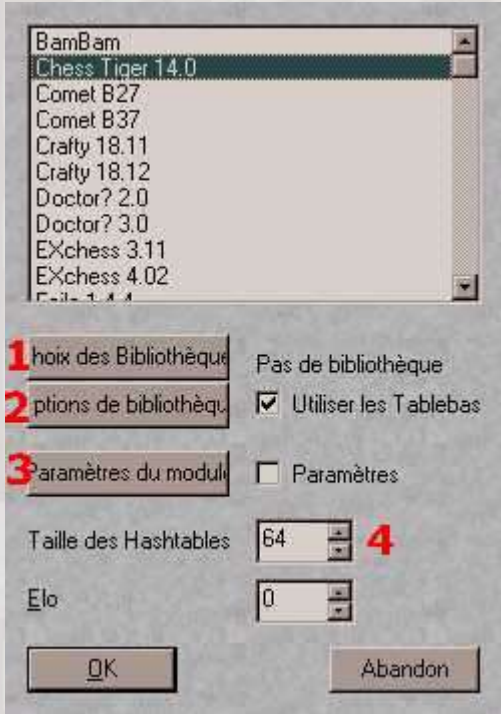 BamBam
Chess Tiger 14.0
Comet B27
Comet B37
Crafty 18.11
Crafty 18.12
Doctor? 2.0
Doctor? 3.0
EXchess 3.11
EXchess 4.02
1 hoix des Bibliothèque
Pas de bibliothèque
2 ptions de bibliothèqu
Utiliser les Tablebas
3 Paramètres du modul
Paramètres
Taille des Hashtables 64 4
Elo 0
OK Abandon